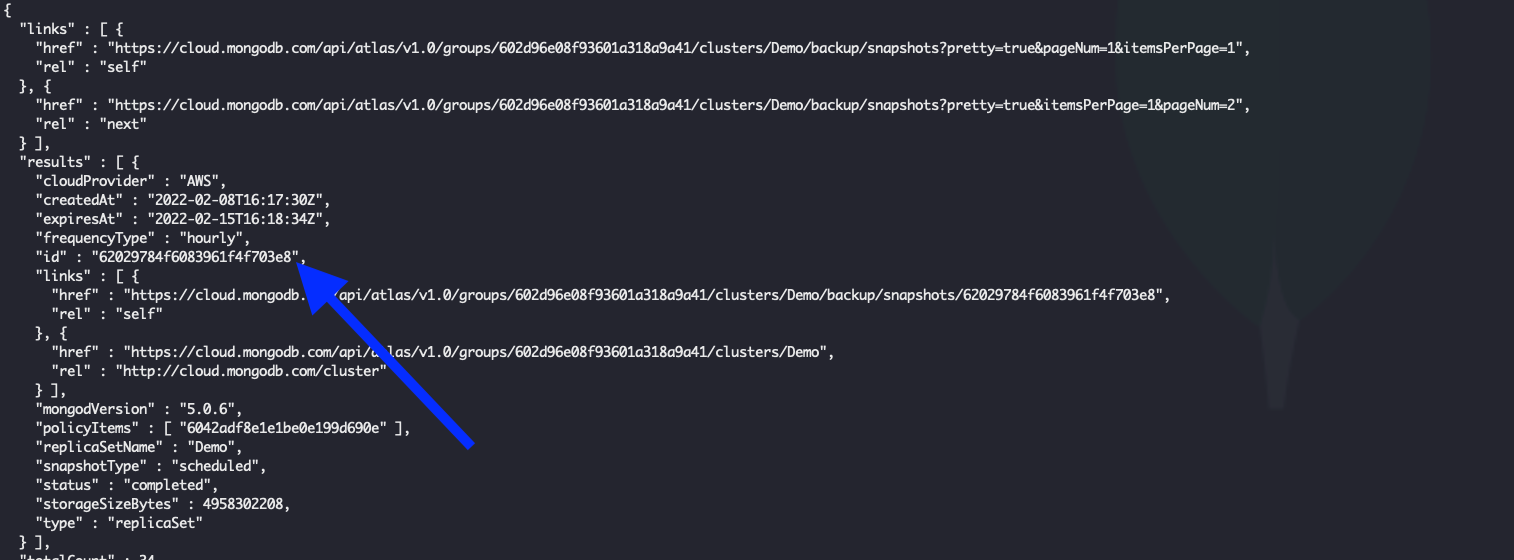 {
"links" : [ {
"href" : "https://cloud.mongodb.com/api/atlas/v1.0/groups/602d96e08f93601a318a9a41/clusters/Demo/backup/snapshots?pretty=true&pageNum=1&itemsPerPage=1",
"rel" : "self"
}, {
"href" : "https://cloud.mongodb.com/api/atlas/v1.0/groups/602d96e08f93601a318a9a41/clusters/Demo/backup/snapshots?pretty=true&itemsPerPage=1&pageNum=2",
"rel" : "next"
} ],
"results" : [ {
"cloudProvider" : "AWS",
"createdAt" : "2022-02-08T16:17:30Z",
"expiresAt" : "2022-02-15T16:18:34Z",
"frequencyType" : "hourly",
"id" : "62029784f6083961f4f703e8",
"links" : [ {
"href" : "https://cloud.mongodb.com/api/atlas/v1.0/groups/602d96e08f93601a318a9a41/clusters/Demo/backup/snapshots/62029784f6083961f4f703e8",
"rel" : "self"
}, {
"href" : "https://cloud.mongodb.com/api/atlas/v1.0/groups/602d96e08f93601a318a9a41/clusters/Demo",
"rel" : "http://cloud.mongodb.com/cluster"
} ],
"mongodVersion" : "5.0.6",
"policyItems" : [ "6042adf8e1e1be0e199d690e" ],
"replicaSetName" : "Demo",
"snapshotType" : "scheduled",
"status" : "completed",
"storageSizeBytes" : 4958302208,
"type" : "replicaSet"
} ],
"totalCount" : 34